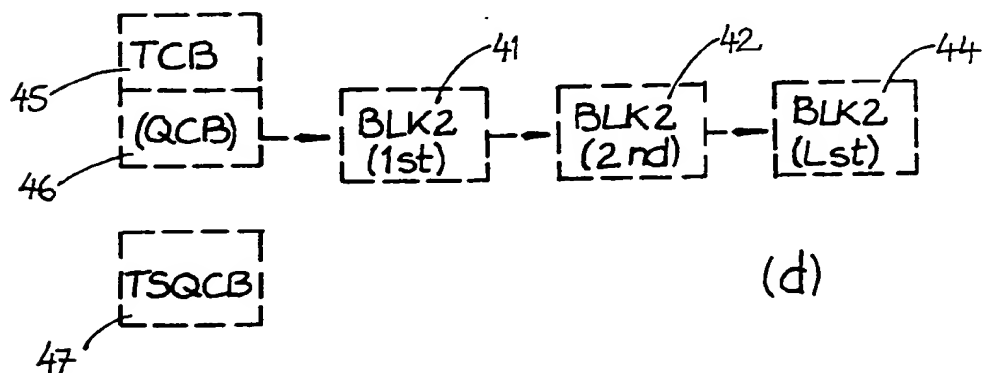 TCB
45
(QCB)
46
41
BLK2
(1st)
42
BLK2
(2nd)
44
BLK2
(Lst)
TSQCB
47
(d)